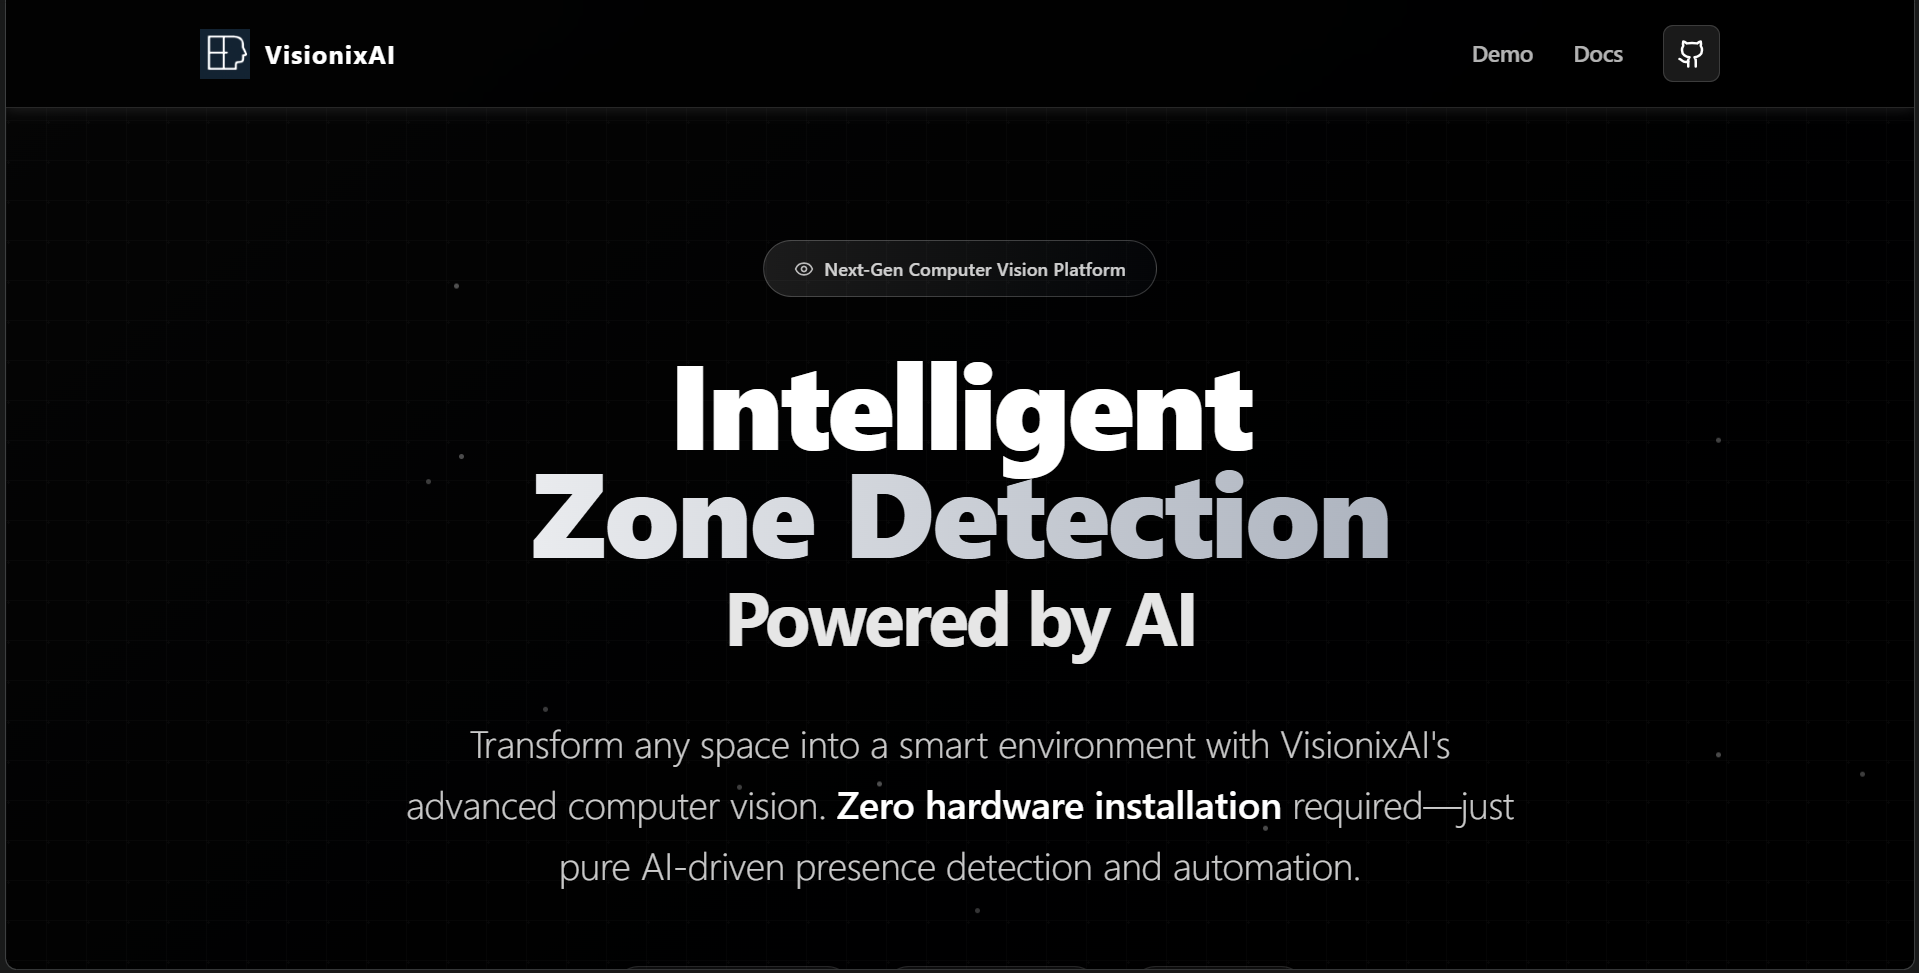 VisionixAI
Demo
Docs
Next-Gen Computer Vision Platform
Intelligent
Zone Detection
Powered by AI
Transform any space into a smart environment with VisionixAI's
advanced computer vision. Zero hardware installation required—just
pure AI-driven presence detection and automation.